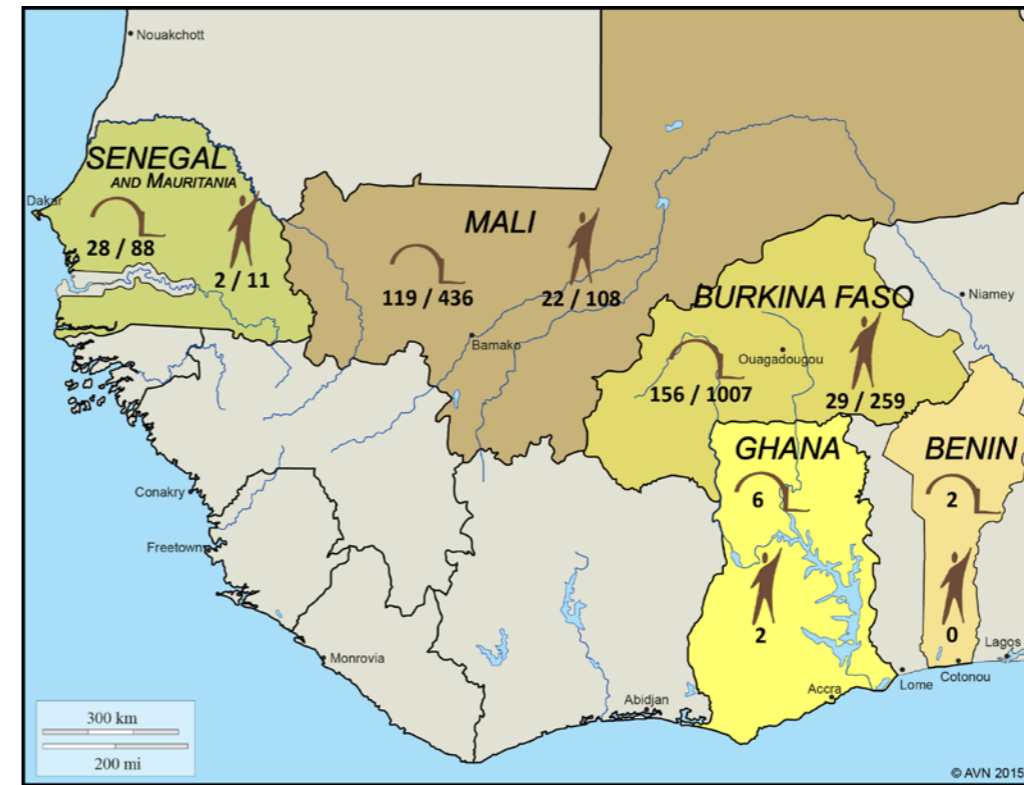 Nouakchott
SENEGAL
AND MAURITANIA
Dakar
28 / 88
2 / 11
MALI
119 / 436
22 / 108
BURKINA FASO
Niamey
Bamako
Ouagadougou
156 / 1007
29 / 259
GHANA
BENIN
6
2
Conakry
Freetown
2
0
Lagos
Monrovia
Cotonou
Lome
Accra
Abidjan
300 km
200 mi
© AVN 2015